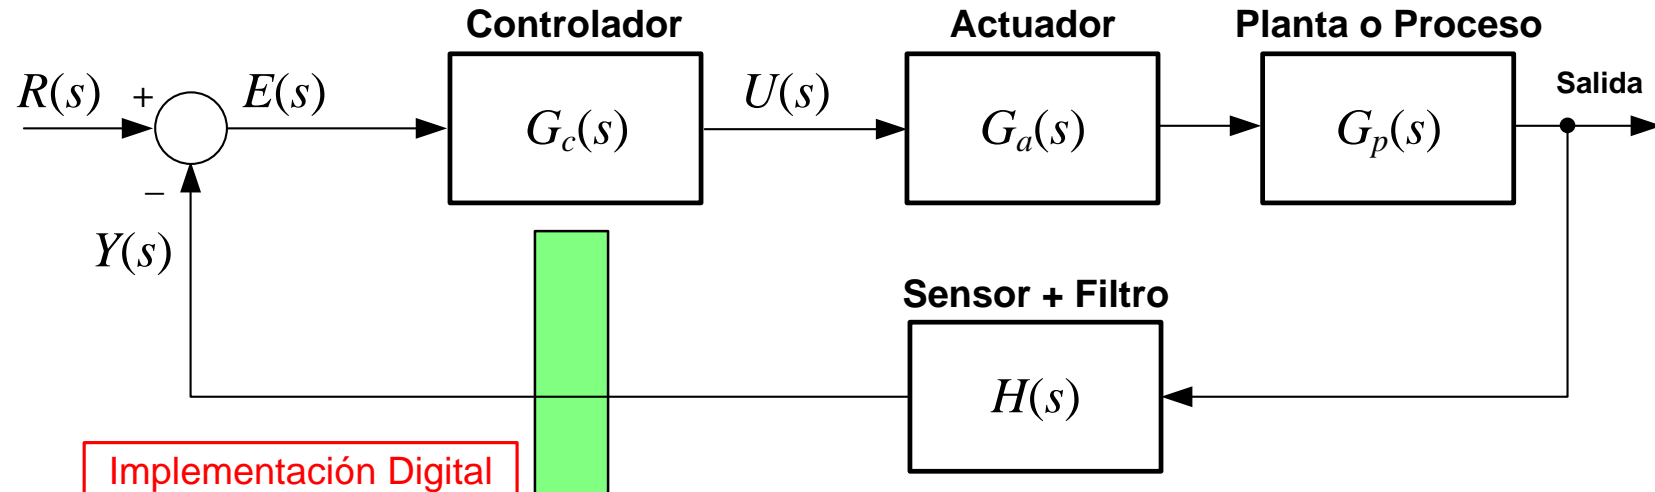 Controlador
Actuador
Planta o Proceso
R(s)
+
E(s)
G_c(s)
U(s)
G_a(s)
G_p(s)
Salida
−
Y(s)
Sensor + Filtro
H(s)
Implementación Digital